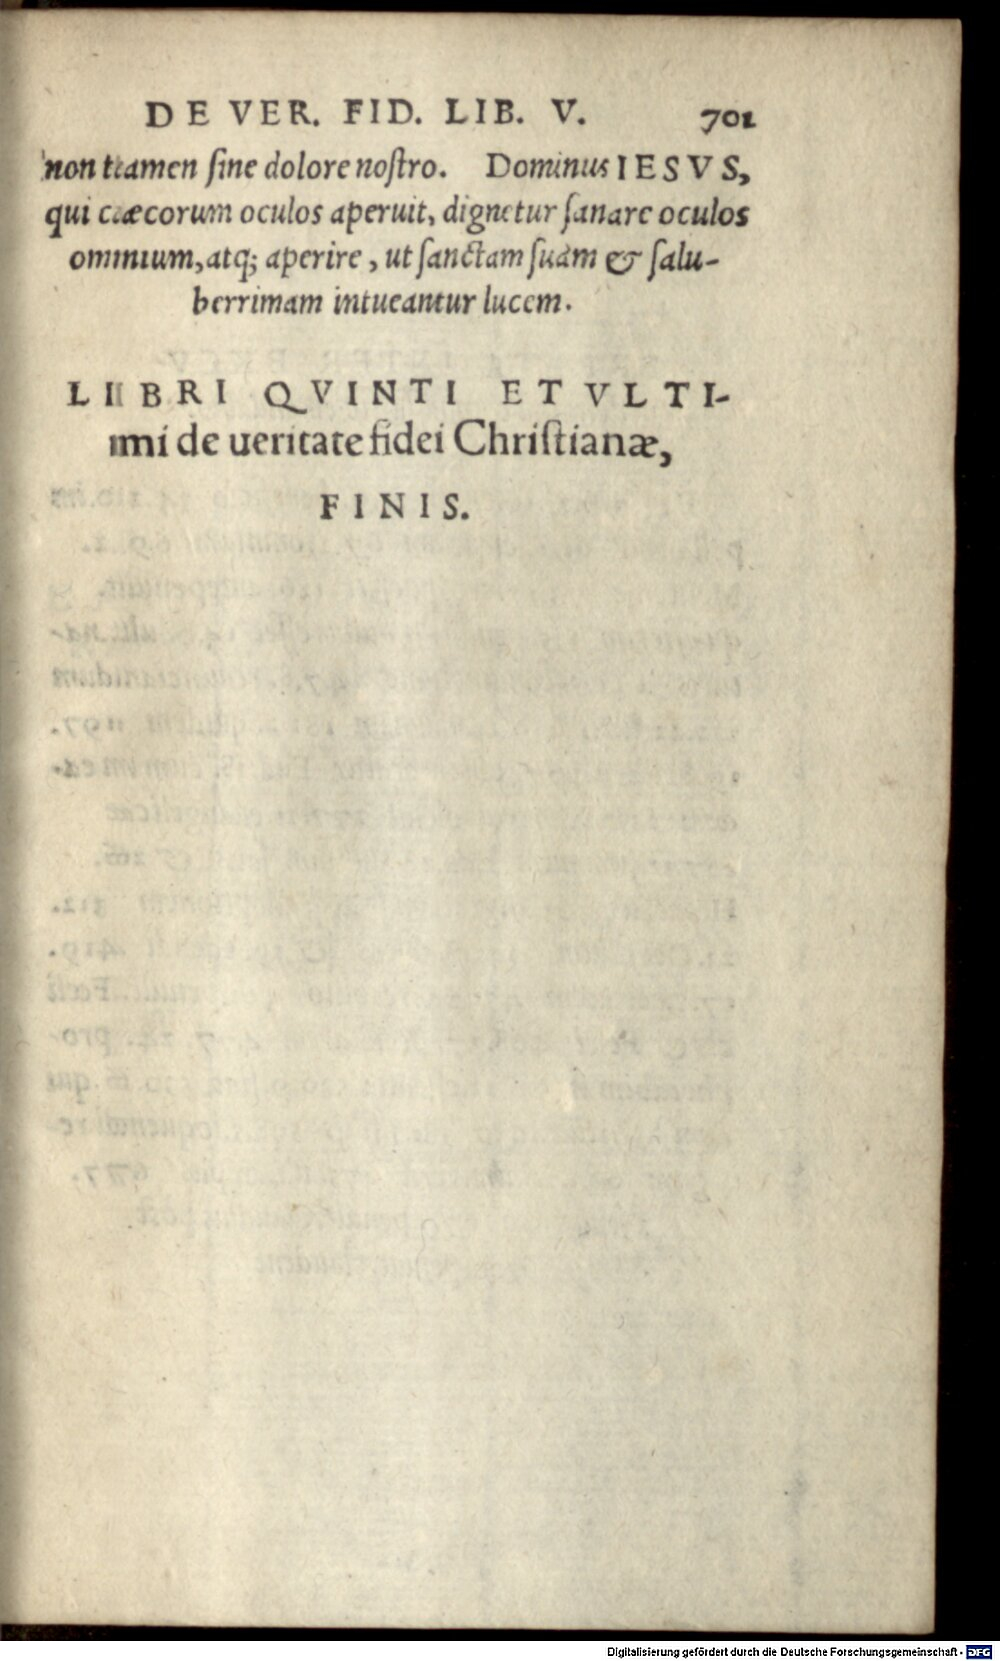 DE VER. FID. LIB. V. 701
non tamen ſine dolore noſtro. Dominus IESVS,
qui cæcorum oculos aperuit, dignetur ſanare oculos
omnium, atq; aperire, ut ſanctam ſuam & ſalu-
berrimam intueantur lucem.
LIBRI QVINTI ET VLTI-
mi de ueritate fidei Chriſtianæ,
FINIS.
Digitalisierung gefördert durch die Deutsche Forschungsgemeinschaft - DFG